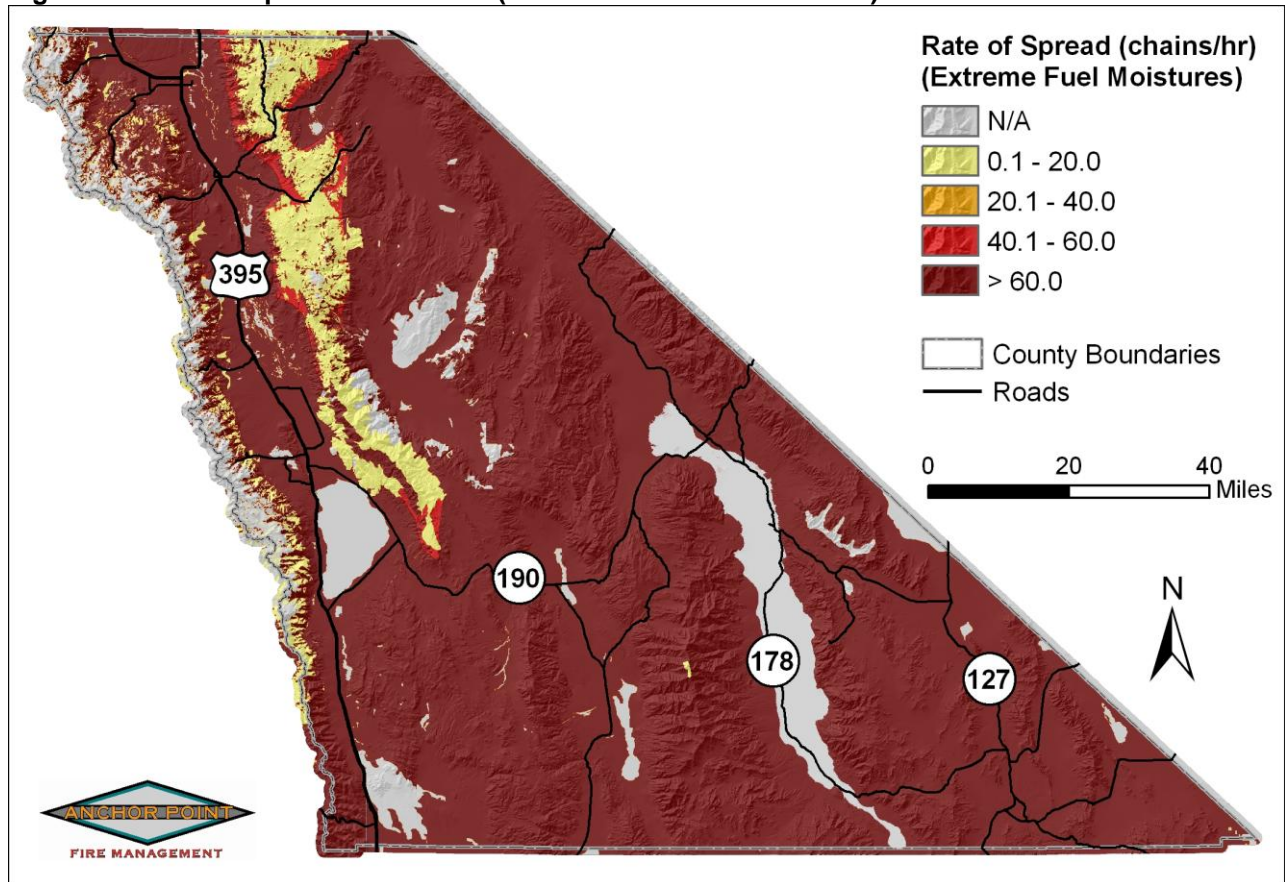 Rate of Spread (chains/hr)
(Extreme Fuel Moistures)
N/A
0.1 - 20.0
20.1 - 40.0
40.1 - 60.0
> 60.0
County Boundaries
Roads
0 20 40
Miles
N
395
190
178
127
ANCHOR POINT
FIRE MANAGEMENT